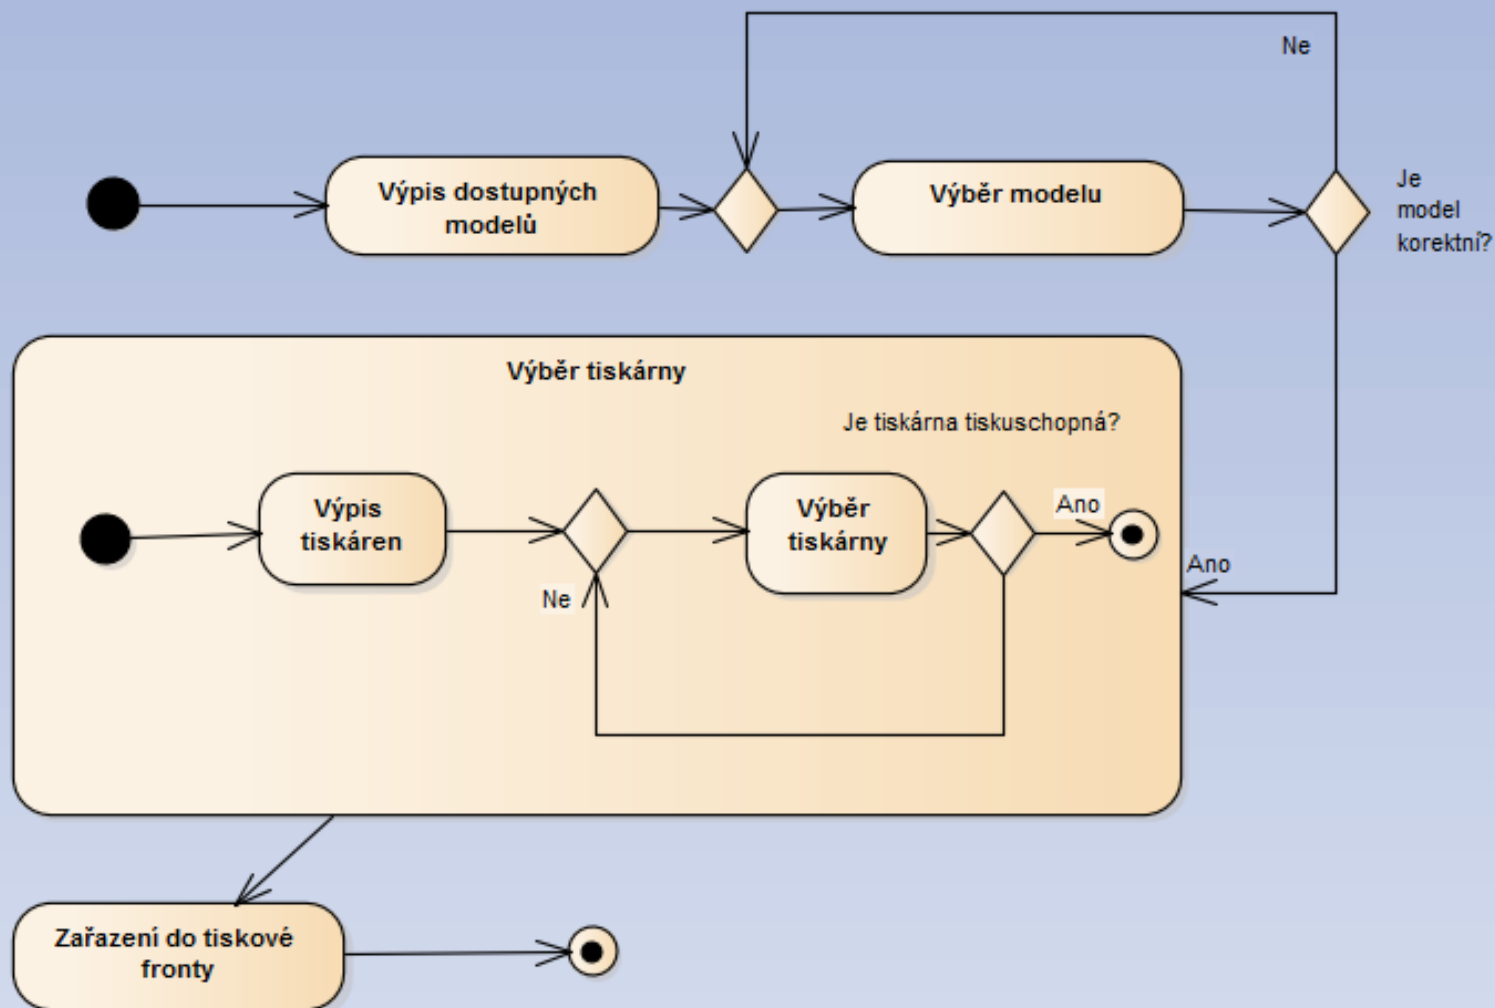 Ne
Výpis dostupných
modelů
Výběr modelu
Je
model
korektní?
Výběr tiskárny
Je tiskárna tiskuschopná?
Výpis
tiskáren
Výběr
tiskárny
Ano
Ano
Ne
Zařazení do tiskové
fronty